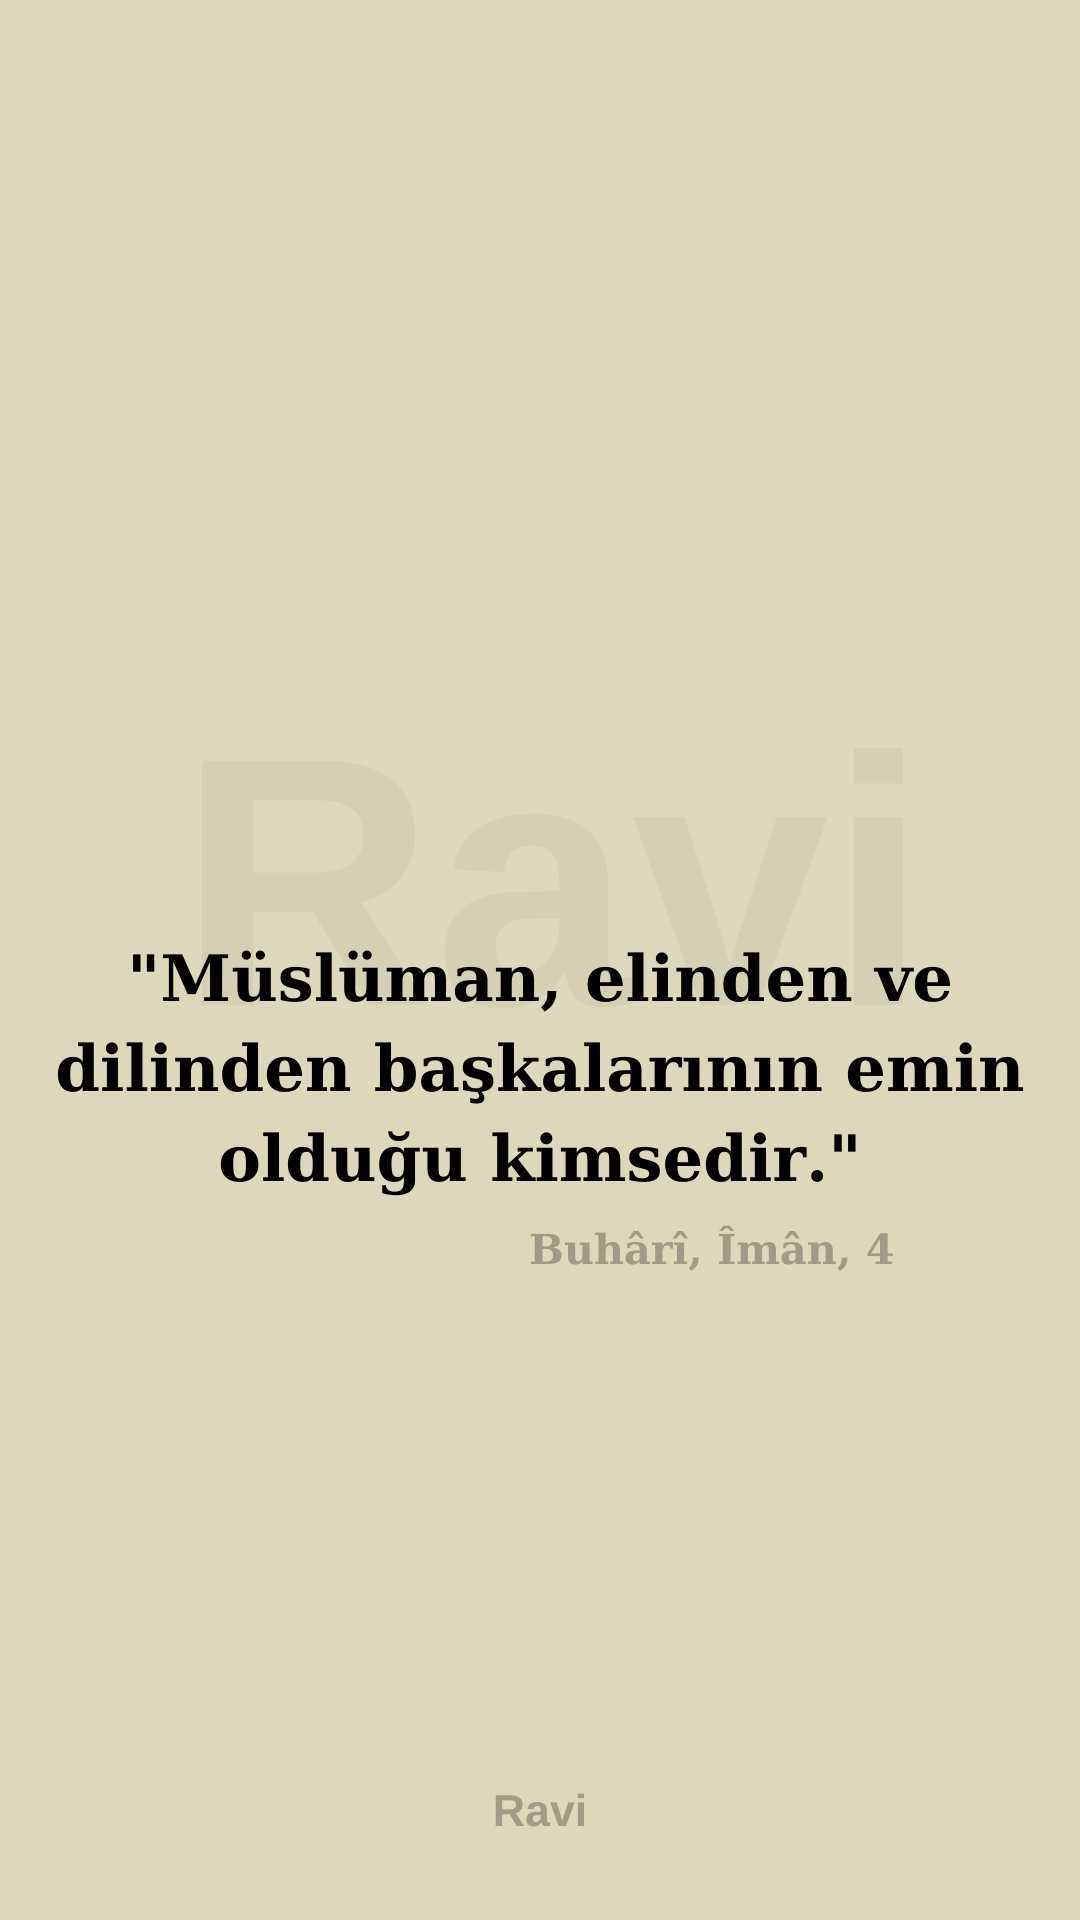 Ravi
"Müslüman, elinden ve
dilinden başkalarının emin
olduğu kimsedir."
Buhârî, Îmân, 4
Ravi